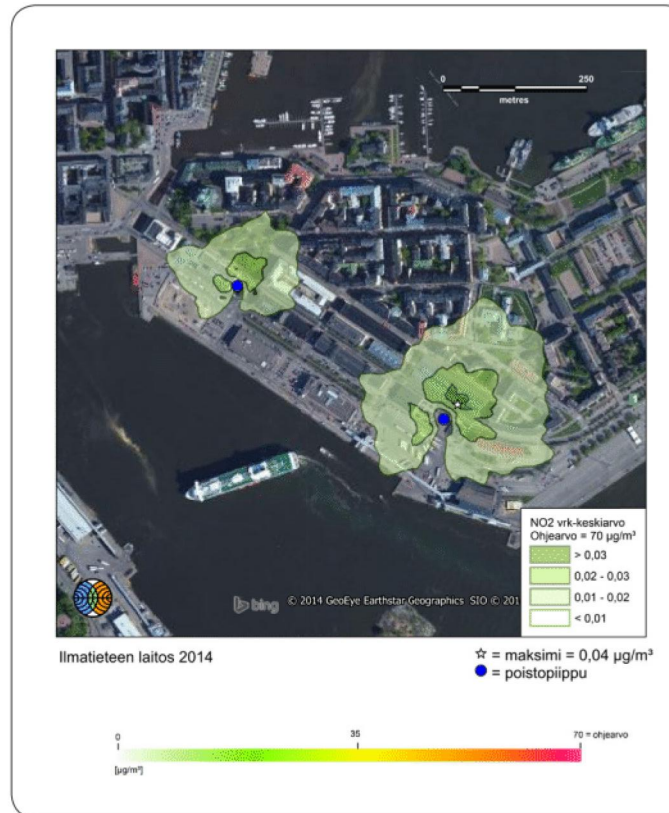 0 250
metres
NO2 vrk-keskiarvo
Ohjearvo = 70 µg/m³
> 0,03
0,02 - 0,03
0,01 - 0,02
< 0,01
bing © 2014 GeoEye Earthstar Geographics SIO © 201
Ilmatieteen laitos 2014
☆ = maksimi = 0,04 µg/m³
= poistopiippu
0 35 70 = ohjearvo
[µg/m³]